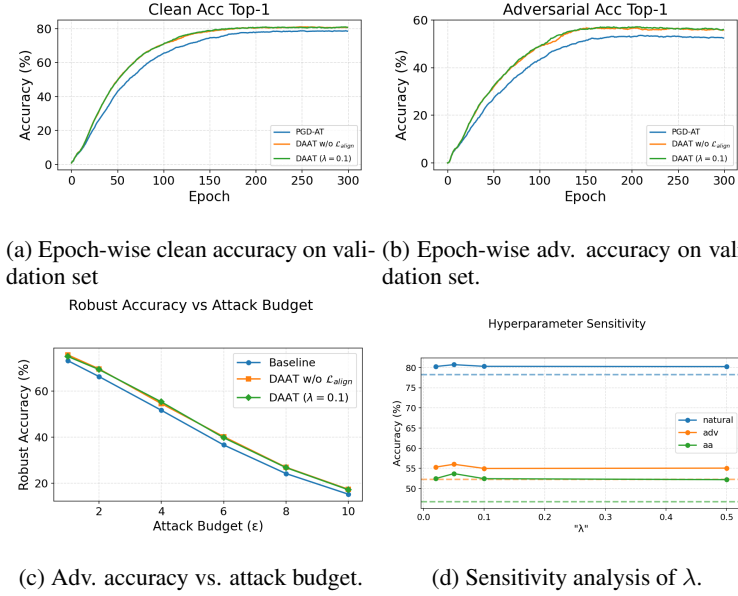 Clean Acc Top-1
Accuracy (%)
80
60
40
20
0
PGD-AT
DAAT w/o ℒalign
DAAT (λ = 0.1)
0 50 100 150 200 250 300
Epoch
Adversarial Acc Top-1
Accuracy (%)
60
40
20
0
PGD-AT
DAAT w/o ℒalign
DAAT (λ = 0.1)
0 50 100 150 200 250 300
Epoch
(a) Epoch-wise clean accuracy on vali-
dation set
(b) Epoch-wise adv. accuracy on vali
dation set.
Robust Accuracy vs Attack Budget
Robust Accuracy (%)
60
40
20
Baseline
DAAT w/o ℒalign
DAAT (λ = 0.1)
2 4 6 8 10
Attack Budget (ε)
Hyperparameter Sensitivity
Accuracy (%)
80
75
70
65
60
55
50
natural
adv
aa
0.0 0.1 0.2 0.3 0.4 0.5
"λ"
(c) Adv. accuracy vs. attack budget.
(d) Sensitivity analysis of λ.